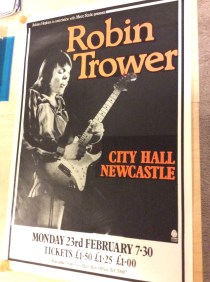 Robin
Trower
CITY HALL
NEWCASTLE
MONDAY 23rd FEBRUARY 7·30
TICKETS £1·50 £1·25 £1·00